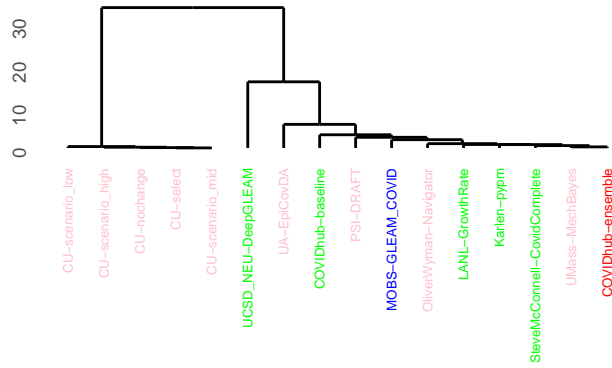 30
20
10
0
CU−scenario_low
CU−scenario_high
CU−nochange
CU−select
CU−scenario_mid
UCSD_NEU−DeepGLEAM
UA−EpiCovDA
COVIDhub−baseline
PSI−DRAFT
MOBS−GLEAM_COVID
OliverWyman−Navigator
LANL−GrowthRate
Karlen−pypm
SteveMcConnell−CovidComplete
UMass−MechBayes
COVIDhub−ensemble